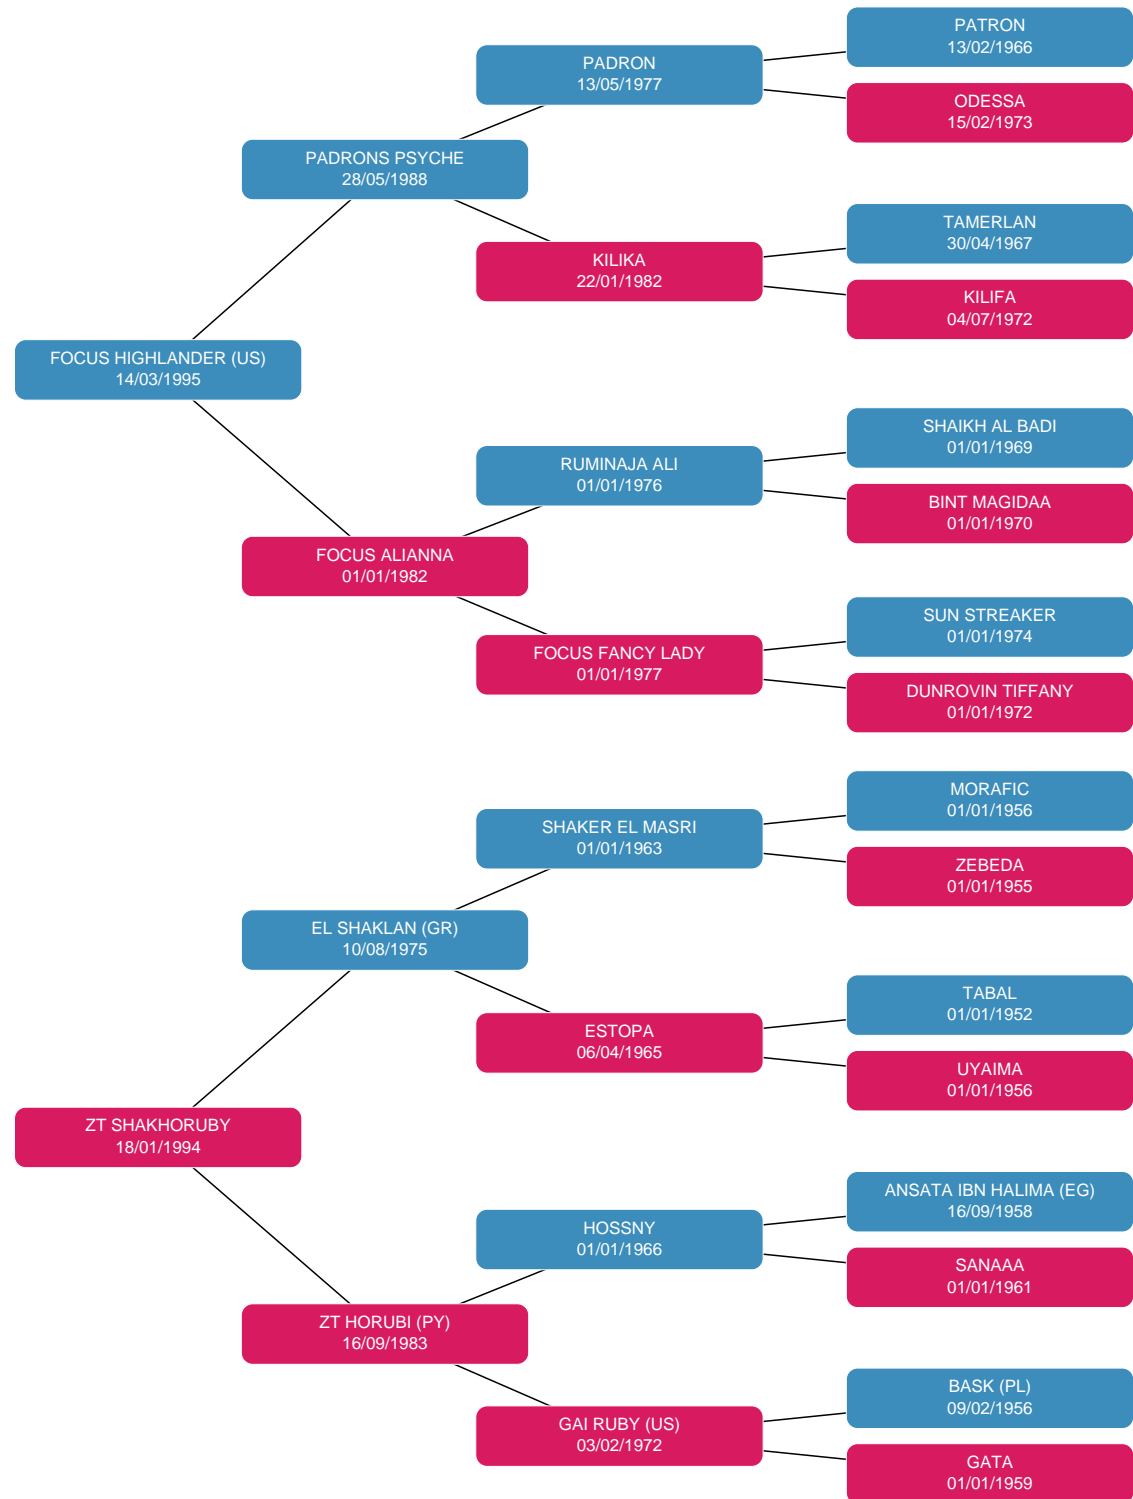 PATRON
13/02/1966
PADRON
13/05/1977
ODESSA
15/02/1973
PADRONS PSYCHE
28/05/1988
TAMERLAN
30/04/1967
KILIKA
22/01/1982
KILIFA
04/07/1972
FOCUS HIGHLANDER (US)
14/03/1995
SHAIKH AL BADI
01/01/1969
RUMINAJA ALI
01/01/1976
BINT MAGIDAA
01/01/1970
FOCUS ALIANNA
01/01/1982
SUN STREAKER
01/01/1974
FOCUS FANCY LADY
01/01/1977
DUNROVIN TIFFANY
01/01/1972
MORAFIC
01/01/1956
SHAKER EL MASRI
01/01/1963
ZEBEDA
01/01/1955
EL SHAKLAN (GR)
10/08/1975
TABAL
01/01/1952
ESTOPA
06/04/1965
UYAIMA
01/01/1956
ZT SHAKHORUBY
18/01/1994
ANSATA IBN HALIMA (EG)
16/09/1958
HOSSNY
01/01/1966
SANAAA
01/01/1961
ZT HORUBI (PY)
16/09/1983
BASK (PL)
09/02/1956
GAI RUBY (US)
03/02/1972
GATA
01/01/1959